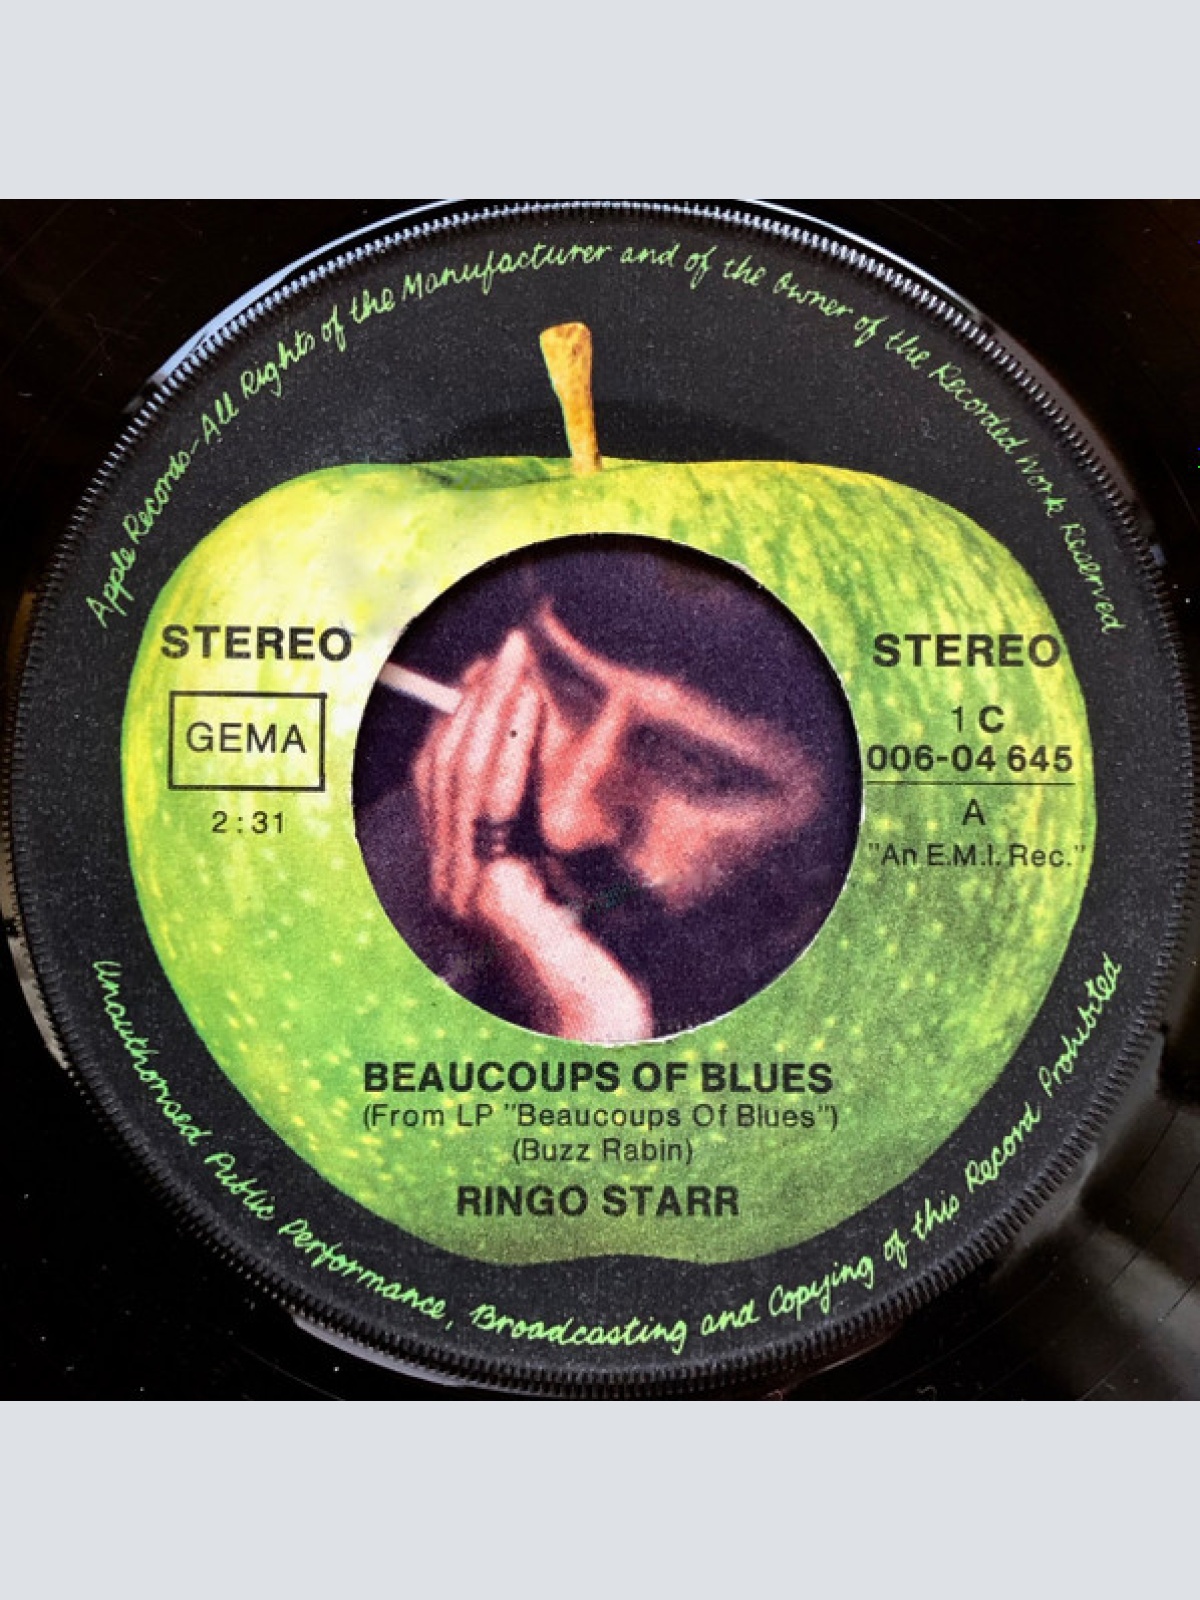 Apple Records-All Rights of the Manufacturer and of the Owner of the Recorded Work Reserved
STEREO
GEMA
2:31
STEREO
1 C
006-04 645
A
"An E.M.I. Rec."
BEAUCOUPS OF BLUES
(From LP "Beaucoups Of Blues")
(Buzz Rabin)
RINGO STARR
Unauthorised Public Performance, Broadcasting and Copying of this Record Prohibited